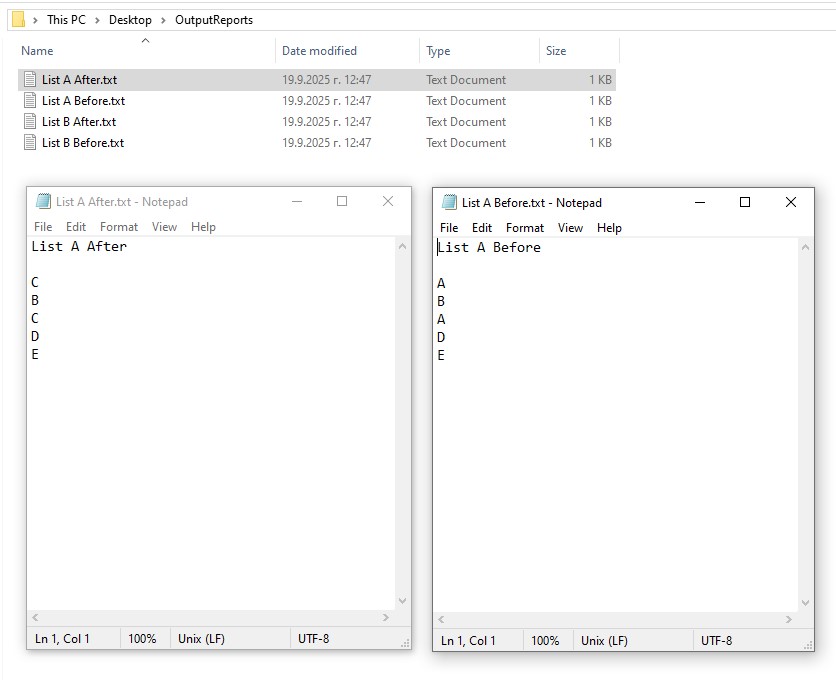 This PC > Desktop > OutputReports
Name Date modified Type Size
List A After.txt 19.9.2025 г. 12:47 Text Document 1 KB
List A Before.txt 19.9.2025 г. 12:47 Text Document 1 KB
List B After.txt 19.9.2025 г. 12:47 Text Document 1 KB
List B Before.txt 19.9.2025 г. 12:47 Text Document 1 KB
List A After.txt - Notepad
File Edit Format View Help
List A After
C
B
C
D
E
Ln 1, Col 1 100% Unix (LF) UTF-8
List A Before.txt - Notepad
File Edit Format View Help
List A Before
A
B
A
D
E
Ln 1, Col 1 100% Unix (LF) UTF-8